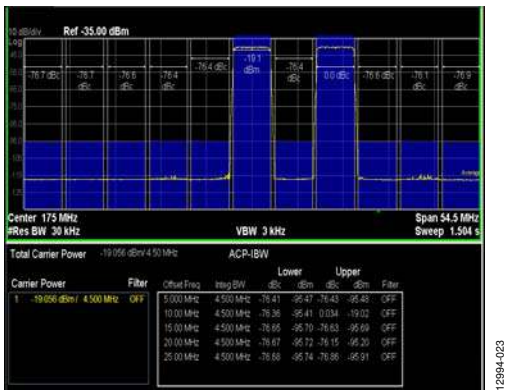 10 dB/div Ref -35.00 dBm
Log
-76.7 dBc -76.7 dBc -76.6 dBc -76.4 dBc -76.4 dBc -19.1 dBm -76.4 dBc 0.0 dBc -76.6 dBc -76.1 dBc -76.9 dBc
Center 175 MHz Span 54.5 MHz
#Res BW 30 kHz VBW 3 kHz Sweep 1.504 s
Total Carrier Power -19.056 dBm/ 4.50 MHz ACP-IBW
Lower Upper
Carrier Power Filter Offset Freq Integ BW dBc dBm dBc dBm Filter
1 -19.056 dBm / 4.500 MHz OFF 5.000 MHz 4.500 MHz -76.41 -95.47 -76.43 -95.48 OFF
10.00 MHz 4.500 MHz -76.36 -95.41 0.034 -19.02 OFF
15.00 MHz 4.500 MHz -76.65 -95.70 -76.63 -95.69 OFF
20.00 MHz 4.500 MHz -76.67 -95.72 -76.15 -95.20 OFF
25.00 MHz 4.500 MHz -76.68 -95.74 -76.86 -95.91 OFF
12994-023